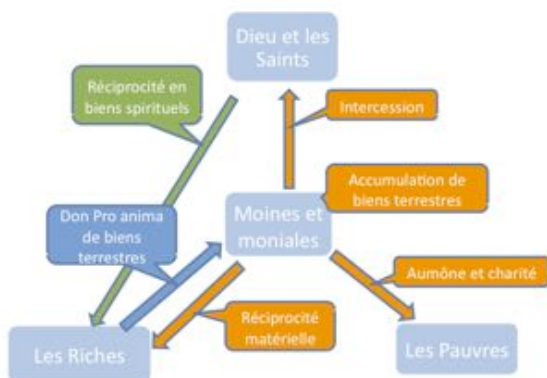 Dieu et les
Saints
Réciprocité en
biens spirituels
Intercession
Accumulation de
biens terrestres
Moines et
moniales
Don Pro anima
de biens
terrestres
Aumône et charité
Réciprocité
matérielle
Les Riches
Les Pauvres